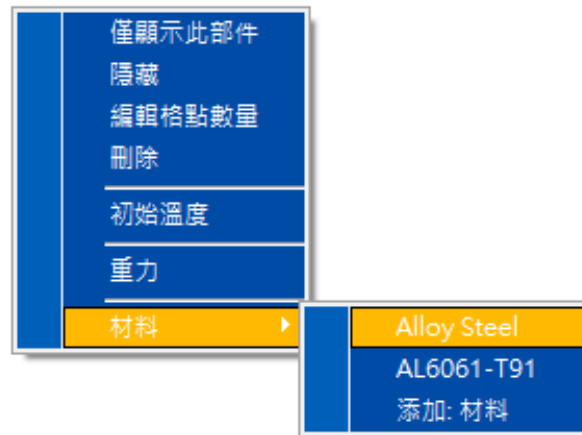 僅顯示此部件
隱藏
編輯格點數量
刪除
初始溫度
重力
材料
Alloy Steel
AL6061-T91
添加: 材料